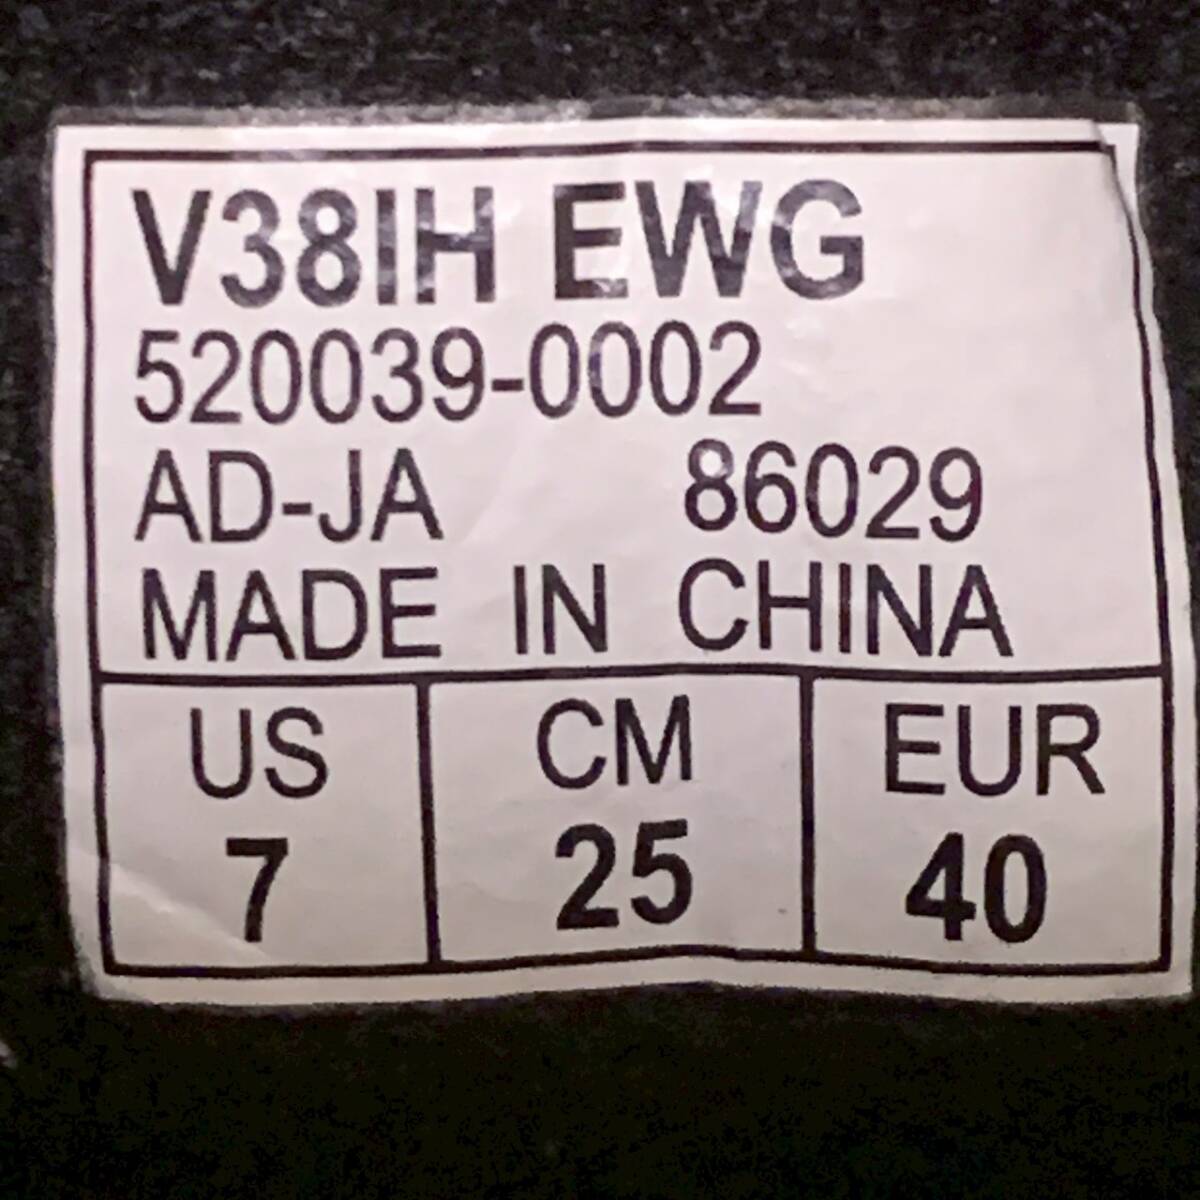 V38IH EWG
520039-0002
AD-JA 86029
MADE IN CHINA
US CM EUR
7 25 40